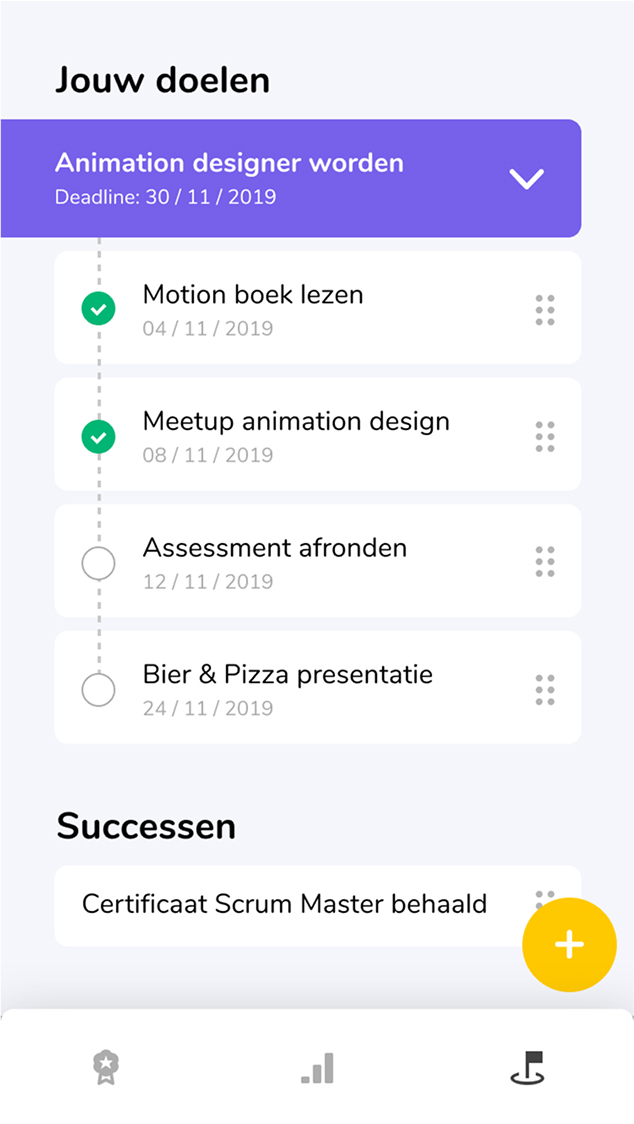 Jouw doelen
Animation designer worden
Deadline: 30 / 11 / 2019
Motion boek lezen
04 / 11 / 2019
Meetup animation design
08 / 11 / 2019
Assessment afronden
12 / 11 / 2019
Bier & Pizza presentatie
24 / 11 / 2019
Successen
Certificaat Scrum Master behaald